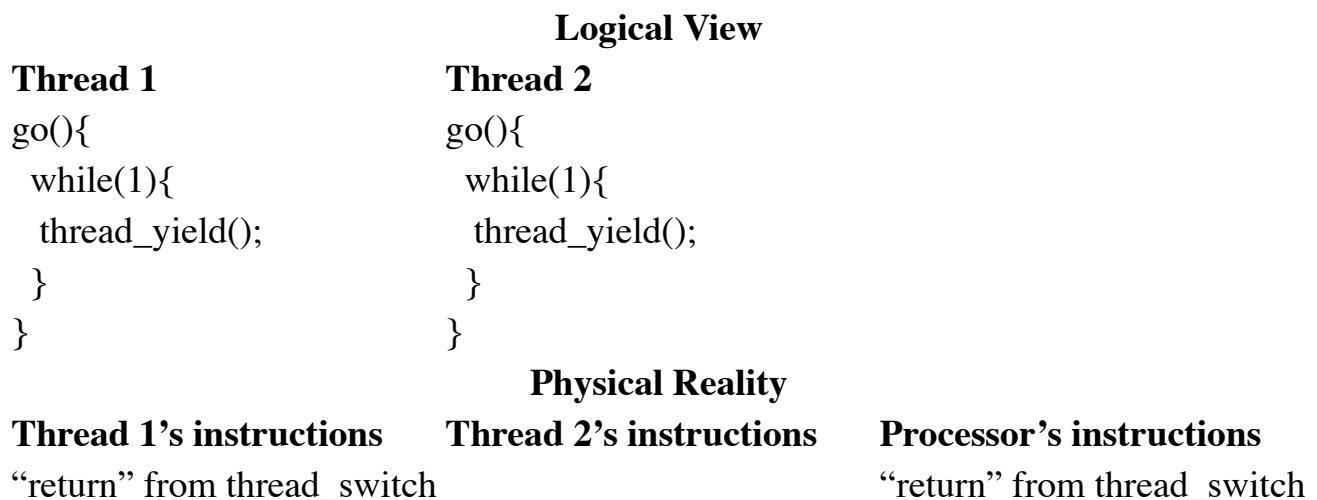 Logical View
Thread 1 Thread 2
go(){ go(){
while(1){ while(1){
thread_yield(); thread_yield();
} }
} }
Physical Reality
Thread 1’s instructions Thread 2’s instructions Processor’s instructions
“return” from thread_switch “return” from thread_switch